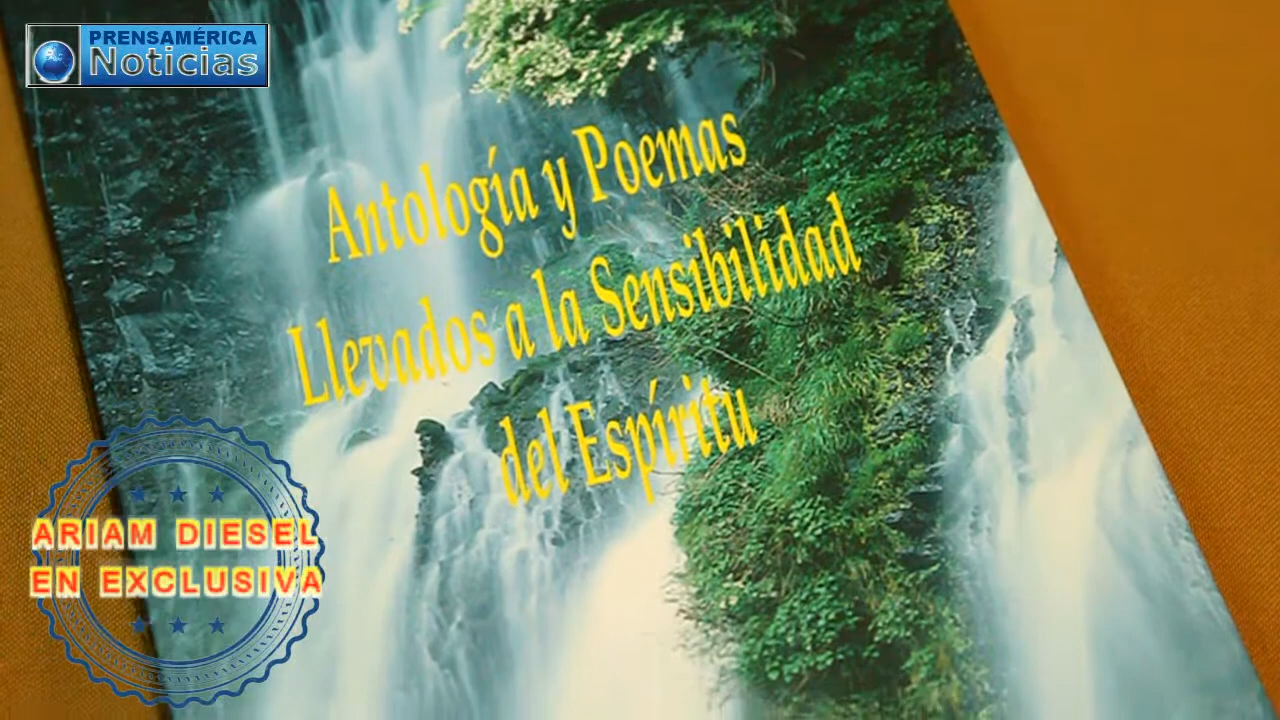 PRENSAMÉRICA
Noticias
Antología y Poemas
Llevados a la Sensibilidad
del Espíritu
ARIAM DIESEL
EN EXCLUSIVA